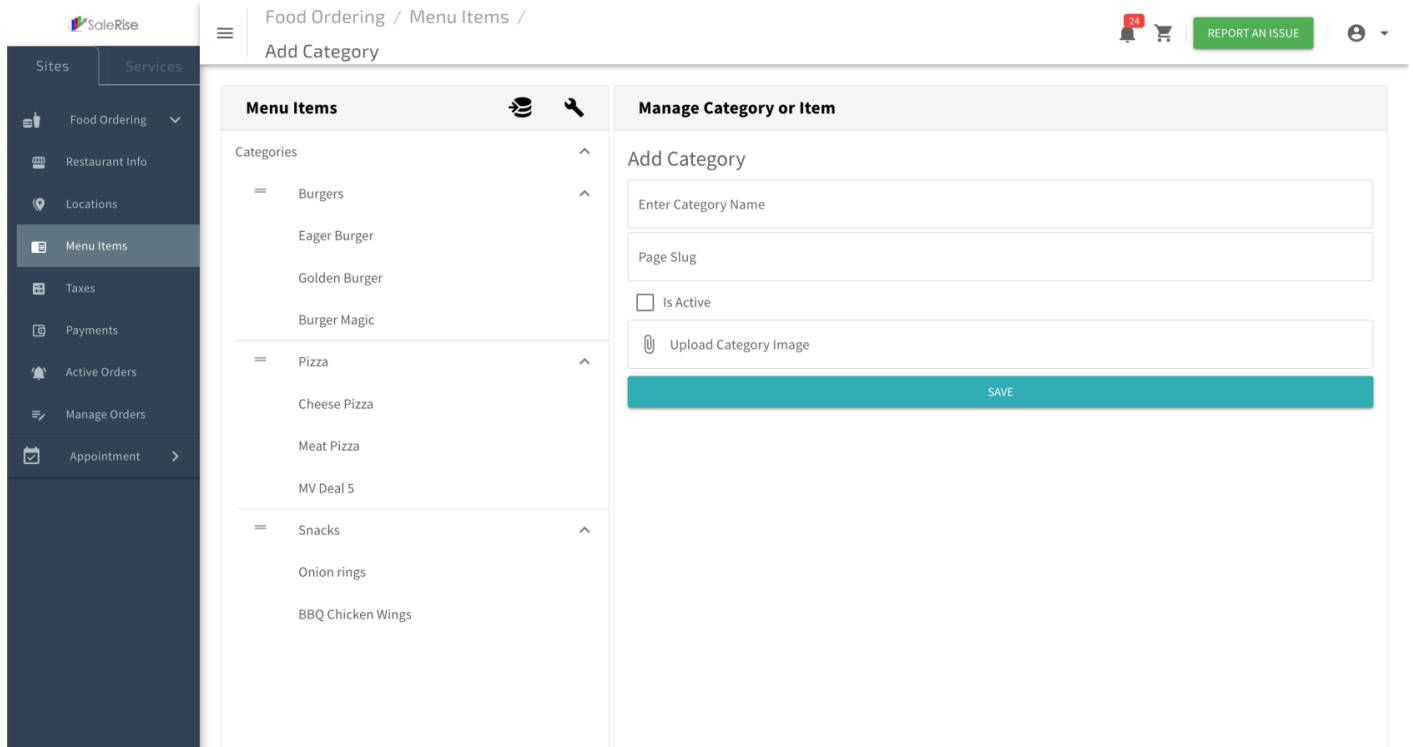 SaleRise
Sites
Services
Food Ordering
Restaurant Info
Locations
Menu Items
Taxes
Payments
Active Orders
Manage Orders
Appointment
Food Ordering / Menu Items /
Add Category
24
REPORT AN ISSUE
Menu Items
Categories
Burgers
Eager Burger
Golden Burger
Burger Magic
Pizza
Cheese Pizza
Meat Pizza
MV Deal 5
Snacks
Onion rings
BBQ Chicken Wings
Manage Category or Item
Add Category
Enter Category Name
Page Slug
Is Active
Upload Category Image
SAVE